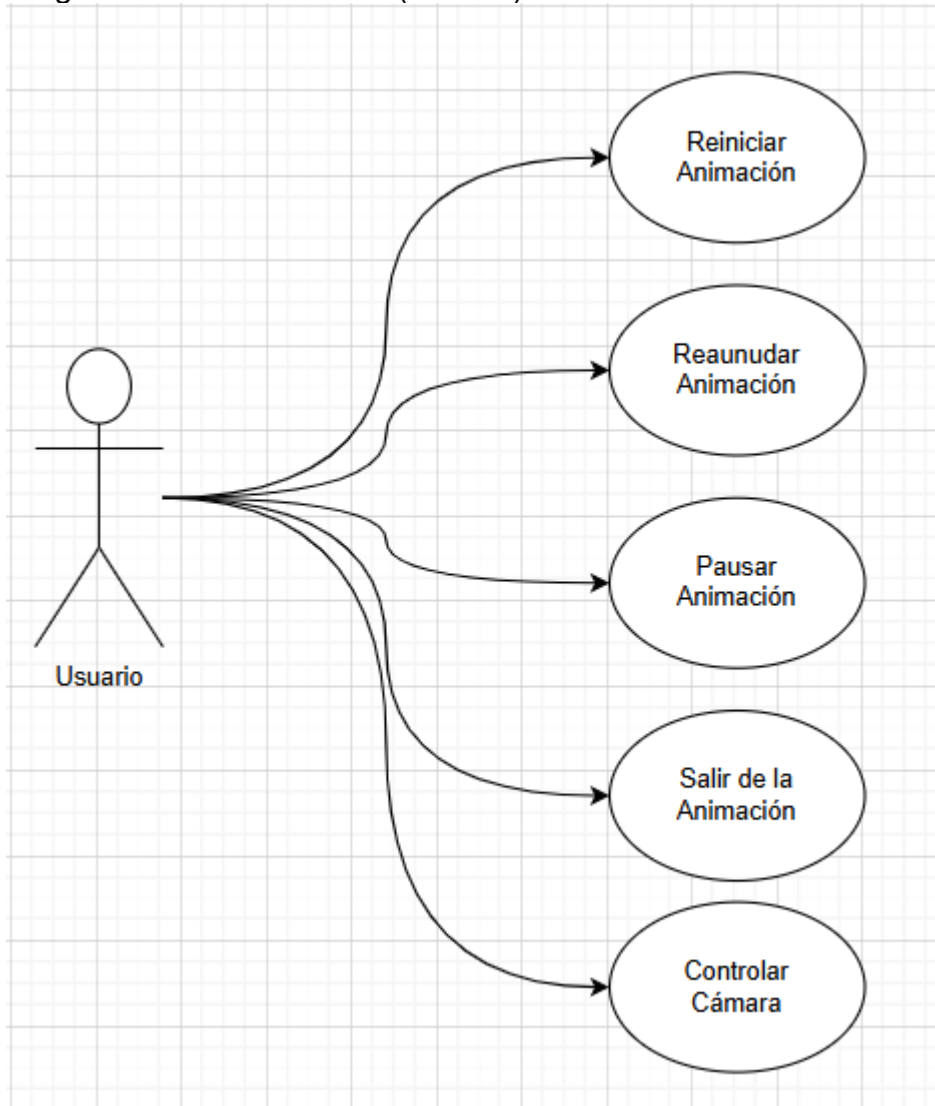 Reiniciar
Animación
Reaunudar
Animación
Pausar
Animación
Usuario
Salir de la
Animación
Controlar
Cámara